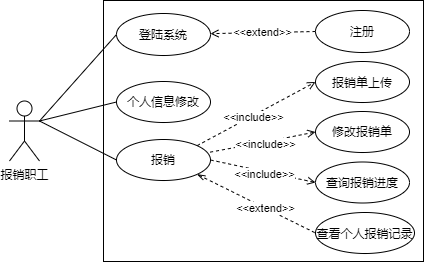 登陆系统
<<extend>>
注册
报销单上传
个人信息修改
<<include>>
修改报销单
<<include>>
报销
报销职工
<<include>>
查询报销进度
<<extend>>
查看个人报销记录